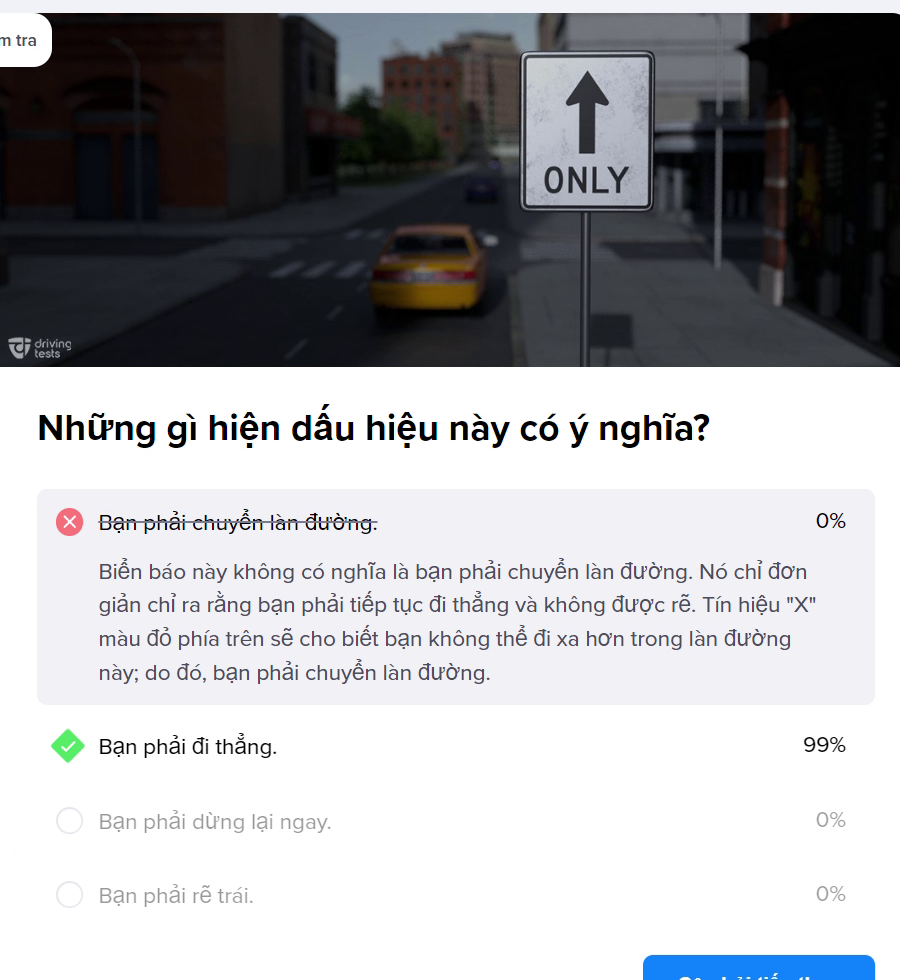 m tra
ONLY
driving
tests
Những gì hiện dấu hiệu này có ý nghĩa?
Bạn phải chuyển làn đường. 0%
Biển báo này không có nghĩa là bạn phải chuyển làn đường. Nó chỉ đơn
giản chỉ ra rằng bạn phải tiếp tục đi thẳng và không được rẽ. Tín hiệu "X"
màu đỏ phía trên sẽ cho biết bạn không thể đi xa hơn trong làn đường
này; do đó, bạn phải chuyển làn đường.
Bạn phải đi thẳng. 99%
Bạn phải dừng lại ngay. 0%
Bạn phải rẽ trái. 0%